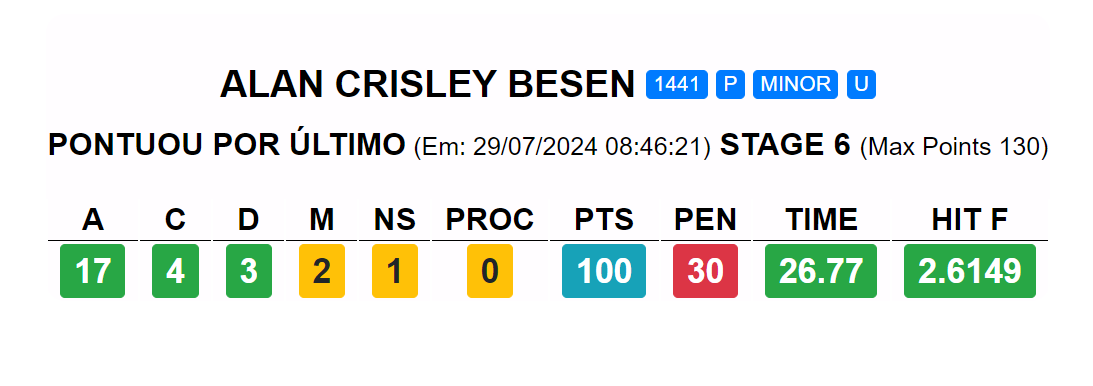 ALAN CRISLEY BESEN 1441 P MINOR U
PONTUOU POR ÚLTIMO (Em: 29/07/2024 08:46:21) STAGE 6 (Max Points 130)
A C D M NS PROC PTS PEN TIME HIT F
17 4 3 2 1 0 100 30 26.77 2.6149